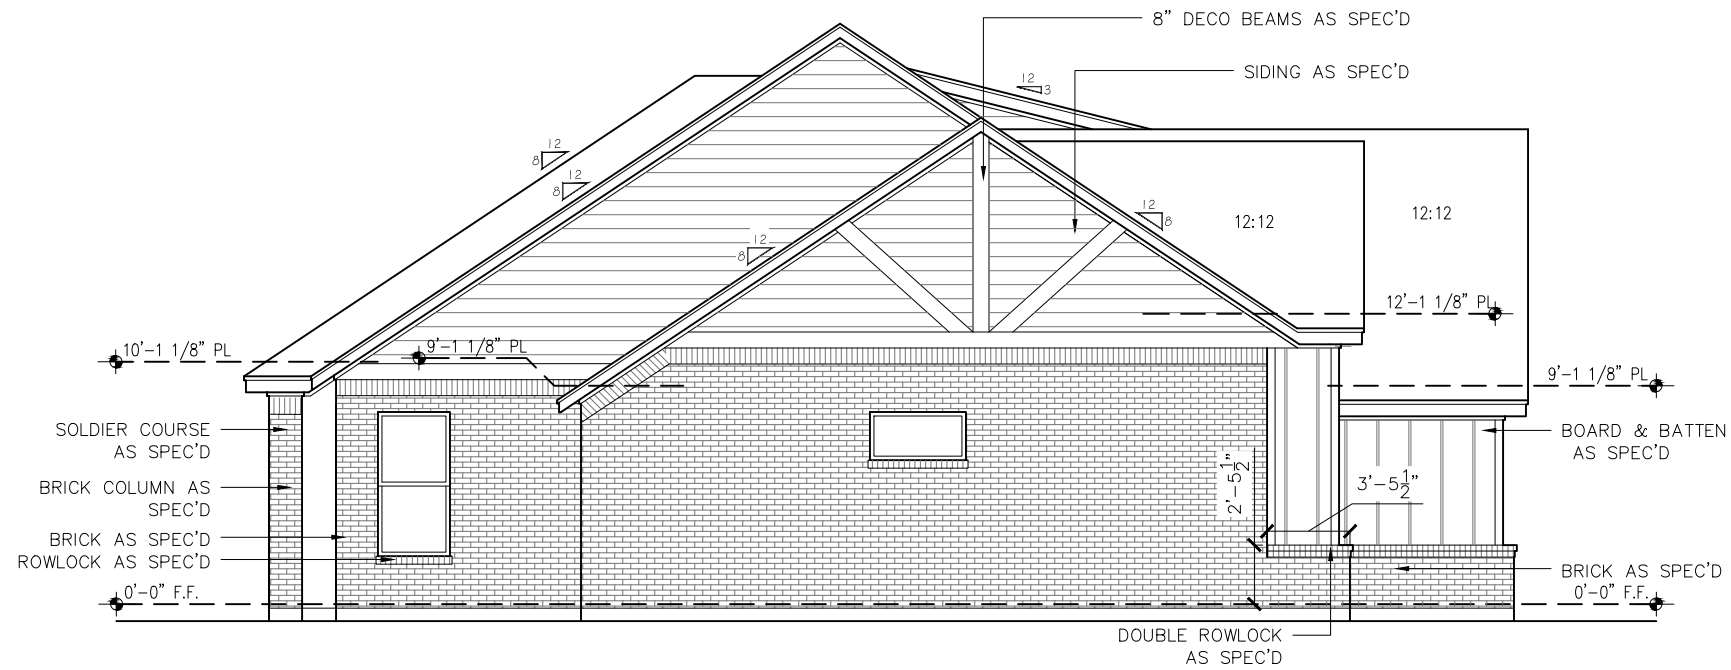 8” DECO BEAMS AS SPEC’D
SIDING AS SPEC’D
12
3
12
8
12
8
12
8
12
8
12:12
12:12
12’-1 1/8” PL
10’-1 1/8” PL
9’-1 1/8” PL
9’-1 1/8” PL
SOLDIER COURSE
AS SPEC’D
BOARD & BATTEN
AS SPEC’D
2’-5 1/2”
3’-5 1/2”
BRICK COLUMN AS
SPEC’D
BRICK AS SPEC’D
ROWLOCK AS SPEC’D
BRICK AS SPEC’D
0’-0” F.F.
0’-0” F.F.
DOUBLE ROWLOCK
AS SPEC’D